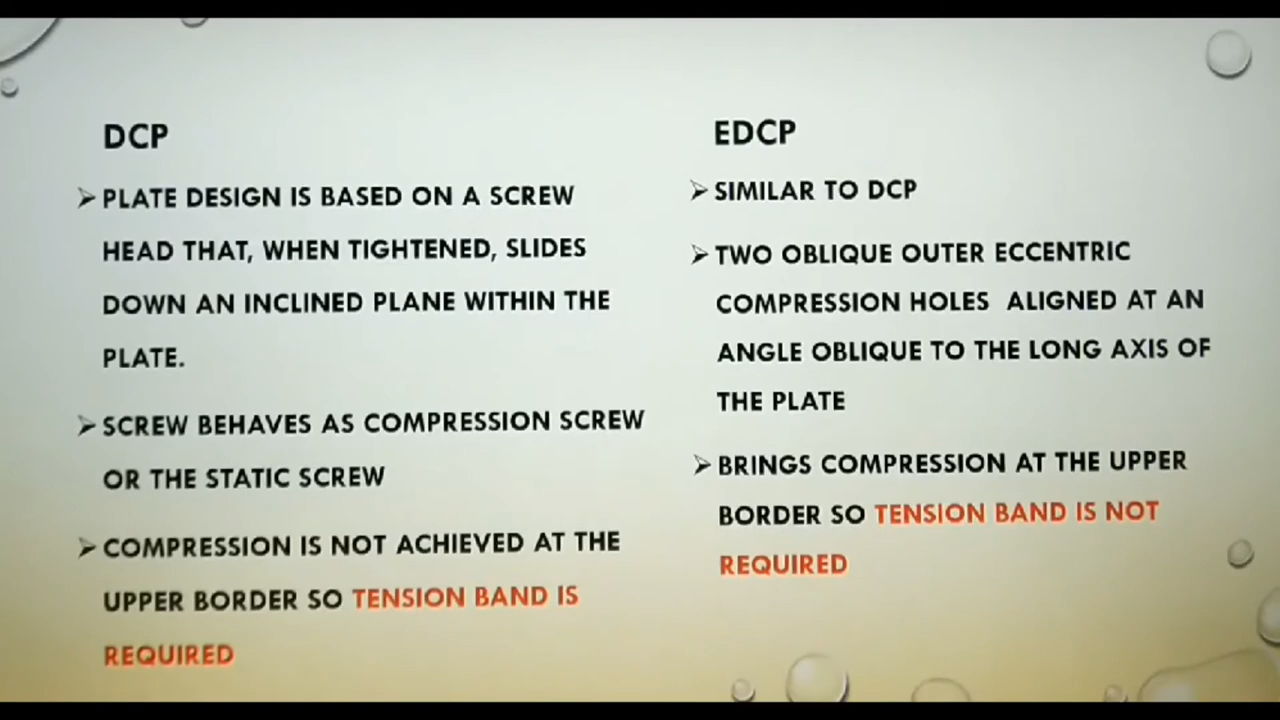 DCP
➢PLATE DESIGN IS BASED ON A SCREW
HEAD THAT, WHEN TIGHTENED, SLIDES
DOWN AN INCLINED PLANE WITHIN THE
PLATE.
➢SCREW BEHAVES AS COMPRESSION SCREW
OR THE STATIC SCREW
➢COMPRESSION IS NOT ACHIEVED AT THE
UPPER BORDER SO TENSION BAND IS
REQUIRED
EDCP
➢SIMILAR TO DCP
➢TWO OBLIQUE OUTER ECCENTRIC
COMPRESSION HOLES ALIGNED AT AN
ANGLE OBLIQUE TO THE LONG AXIS OF
THE PLATE
➢BRINGS COMPRESSION AT THE UPPER
BORDER SO TENSION BAND IS NOT
REQUIRED